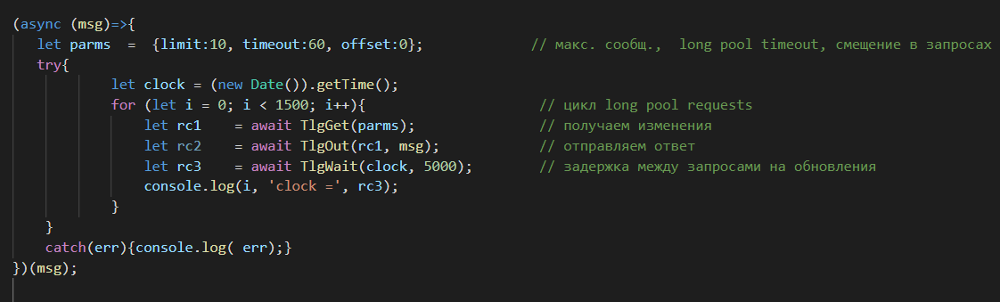 (async (msg)=>{
let parms  =  {limit:10, timeout:60, offset:0};             // макс. сообщ.,  long pool timeout, смещение в запросах
try{
let clock = (new Date()).getTime();
for (let i = 0; i < 1500; i++){                     // цикл long pool requests
let rc1    = await TlgGet(parms);               // получаем изменения
let rc2    = await TlgOut(rc1, msg);            // отправляем ответ
let rc3    = await TlgWait(clock, 5000);        // задержка между запросами на обновления
console.log(i, 'clock =', rc3);
}
}
catch(err){console.log( err);}
})(msg);